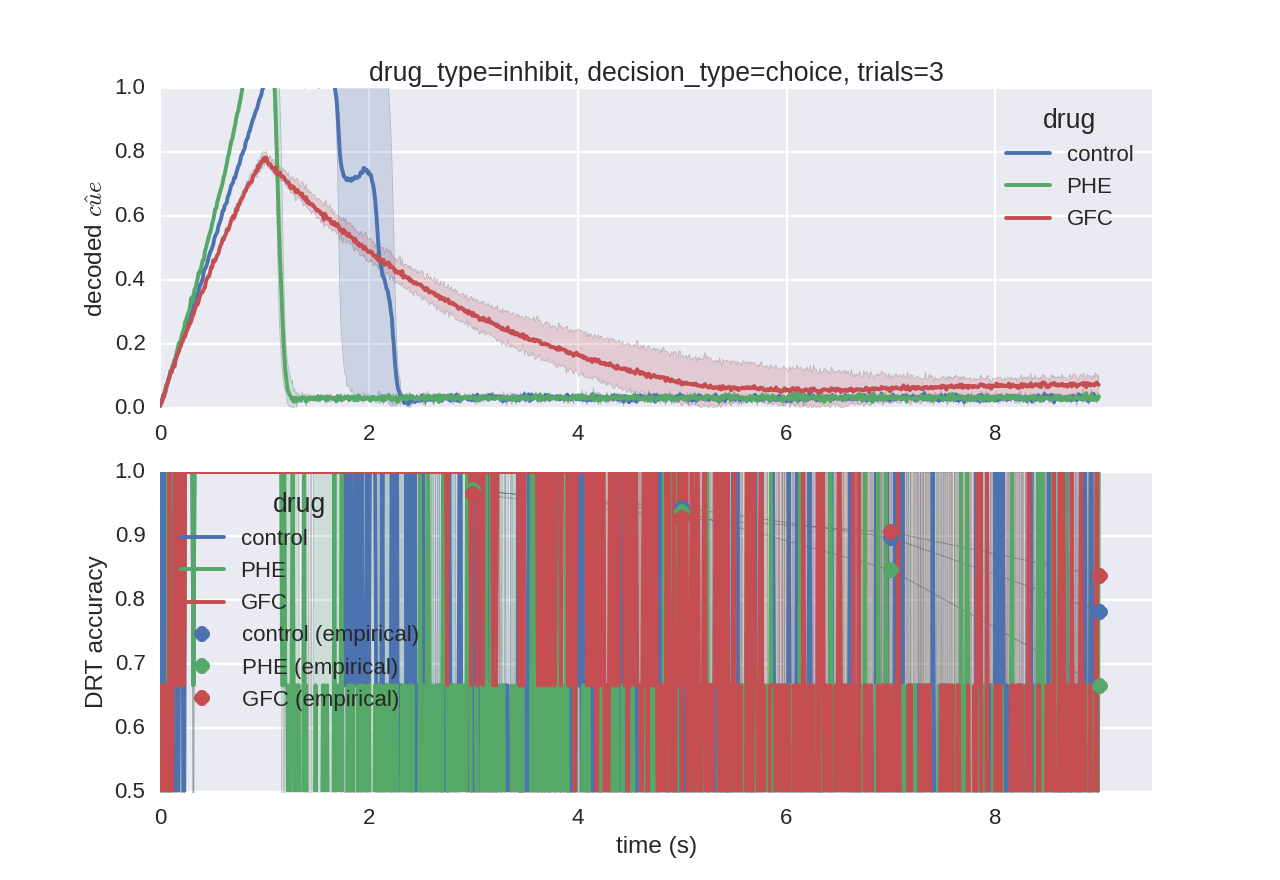 drug_type=inhibit, decision_type=choice, trials=3
1.0
0.8
0.6
0.4
0.2
0.0
decoded cûe
drug
control
PHE
GFC
0 2 4 6 8
1.0
0.9
0.8
0.7
0.6
0.5
DRT accuracy
drug
control
PHE
GFC
control (empirical)
PHE (empirical)
GFC (empirical)
0 2 4 6 8
time (s)